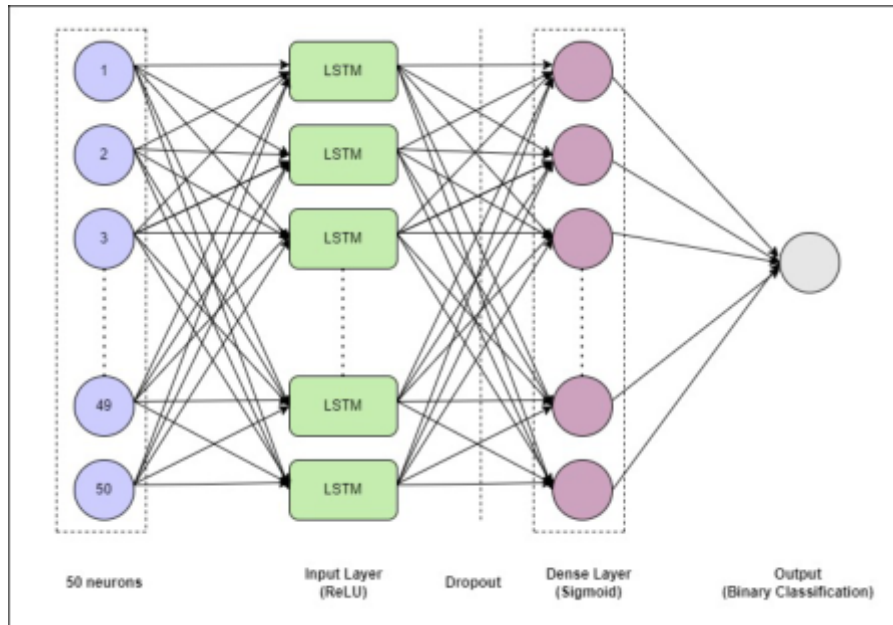 1
LSTM
2
LSTM
3
LSTM
49
LSTM
50
LSTM
50 neurons
Input Layer
(ReLU)
Dropout
Dense Layer
(Sigmoid)
Output
(Binary Classification)